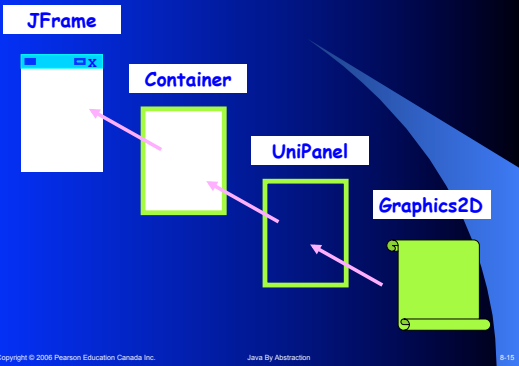 JFrame
x
Container
UniPanel
Graphics2D
Copyright © 2006 Pearson Education Canada Inc.
Java By Abstraction
8-15